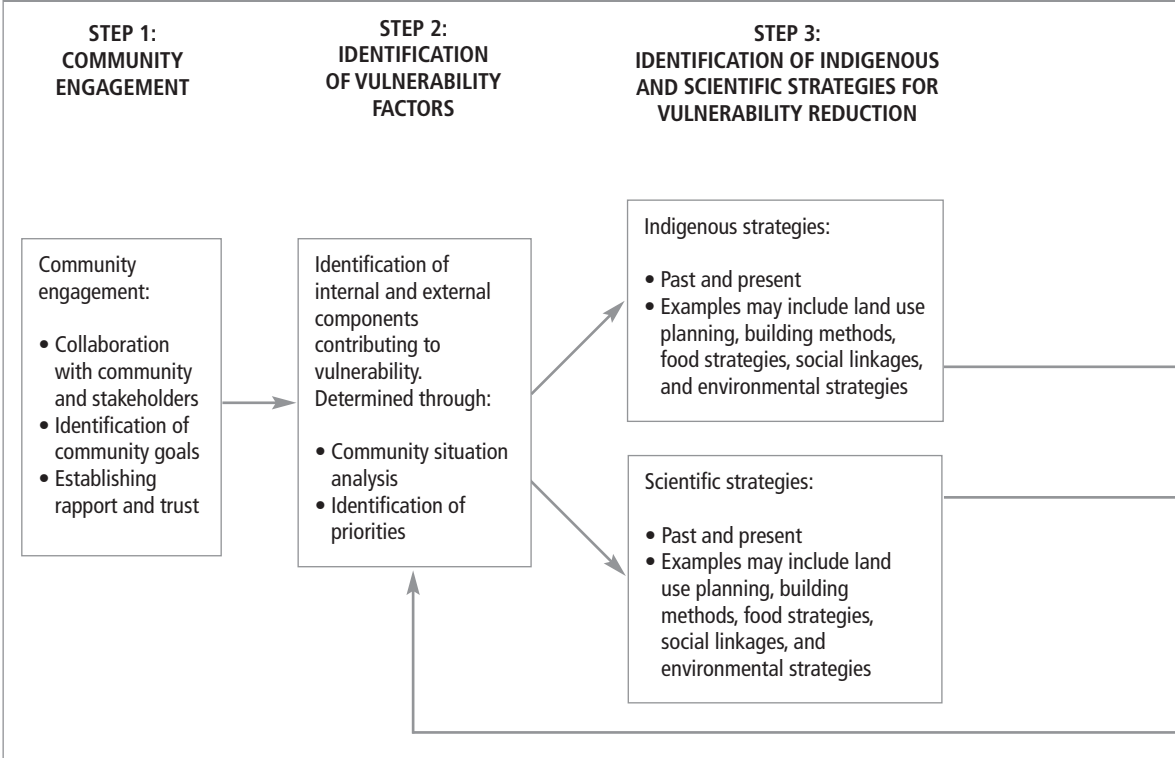 STEP 1:
COMMUNITY
ENGAGEMENT
STEP 2:
IDENTIFICATION
OF VULNERABILITY
FACTORS
STEP 3:
IDENTIFICATION OF INDIGENOUS
AND SCIENTIFIC STRATEGIES FOR
VULNERABILITY REDUCTION
Community
engagement:
• Collaboration
with community
and stakeholders
• Identification of
community goals
• Establishing
rapport and trust
Identification of
internal and external
components
contributing to
vulnerability.
Determined through:
• Community situation
analysis
• Identification of
priorities
Indigenous strategies:
• Past and present
• Examples may include land use
planning, building methods,
food strategies, social linkages,
and environmental strategies
Scientific strategies:
• Past and present
• Examples may include land
use planning, building
methods, food strategies,
social linkages, and
environmental strategies